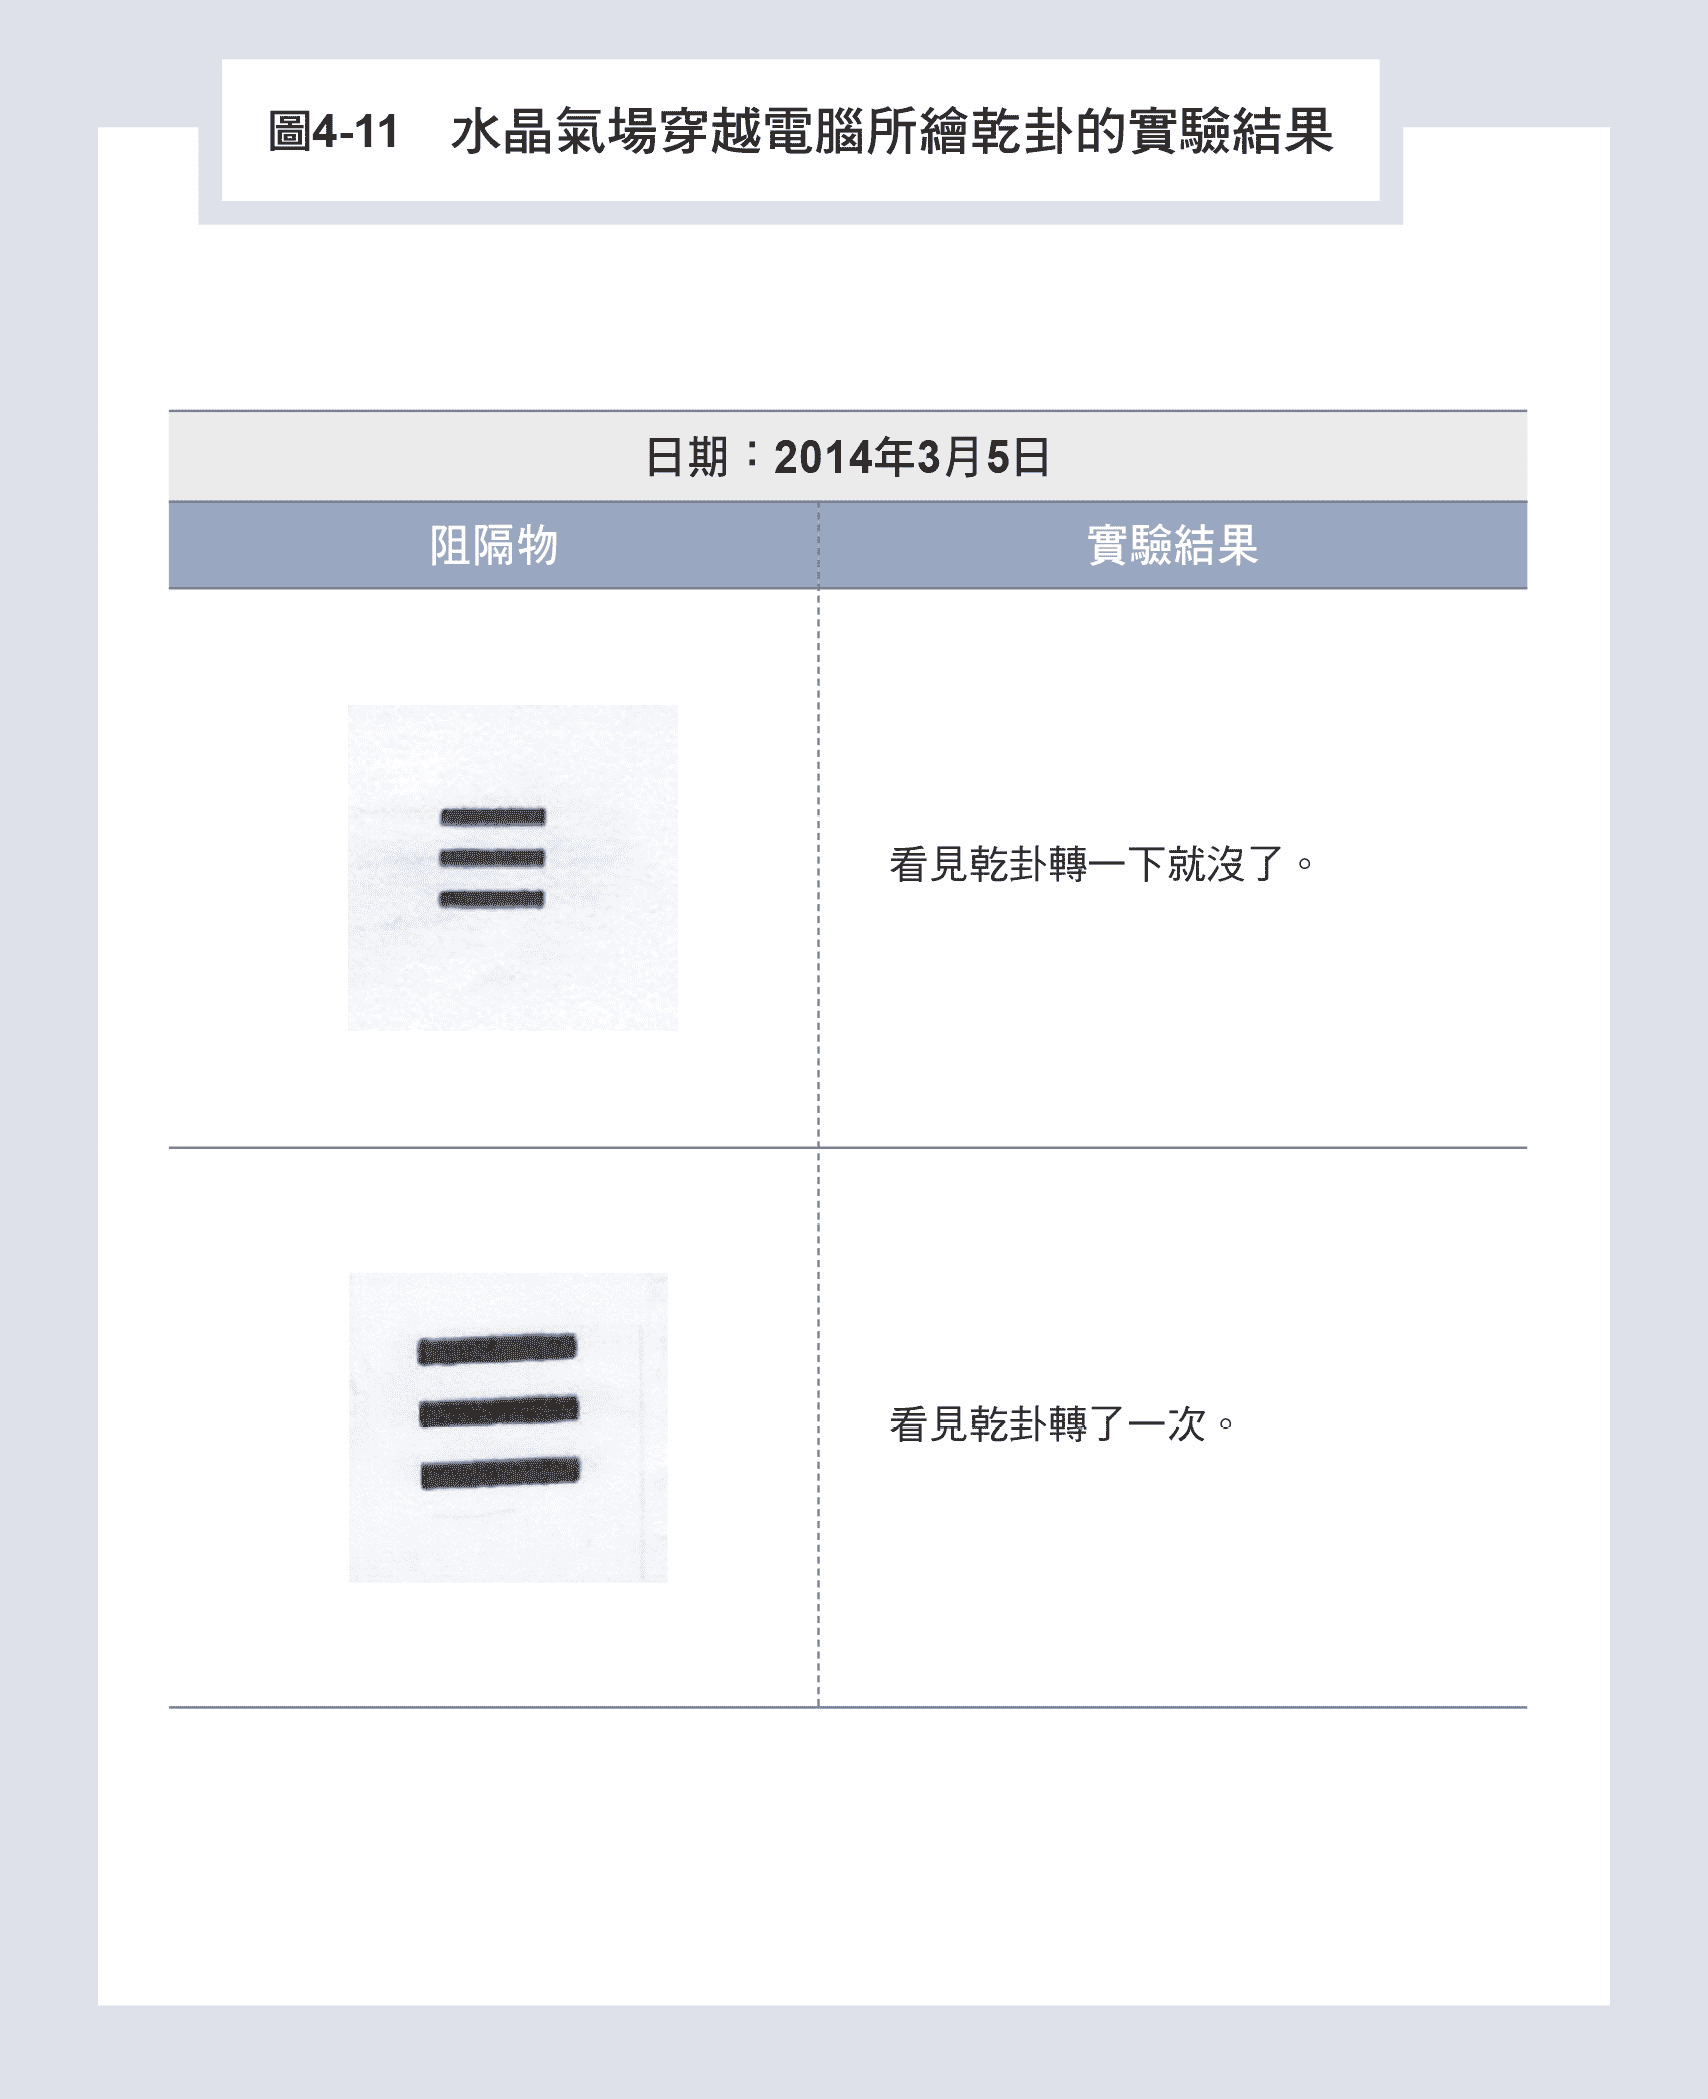 圖4-11　水晶氣場穿越電腦所繪乾卦的實驗結果
日期：2014年3月5日
阻隔物
實驗結果
看見乾卦轉一下就沒了。
看見乾卦轉了一次。